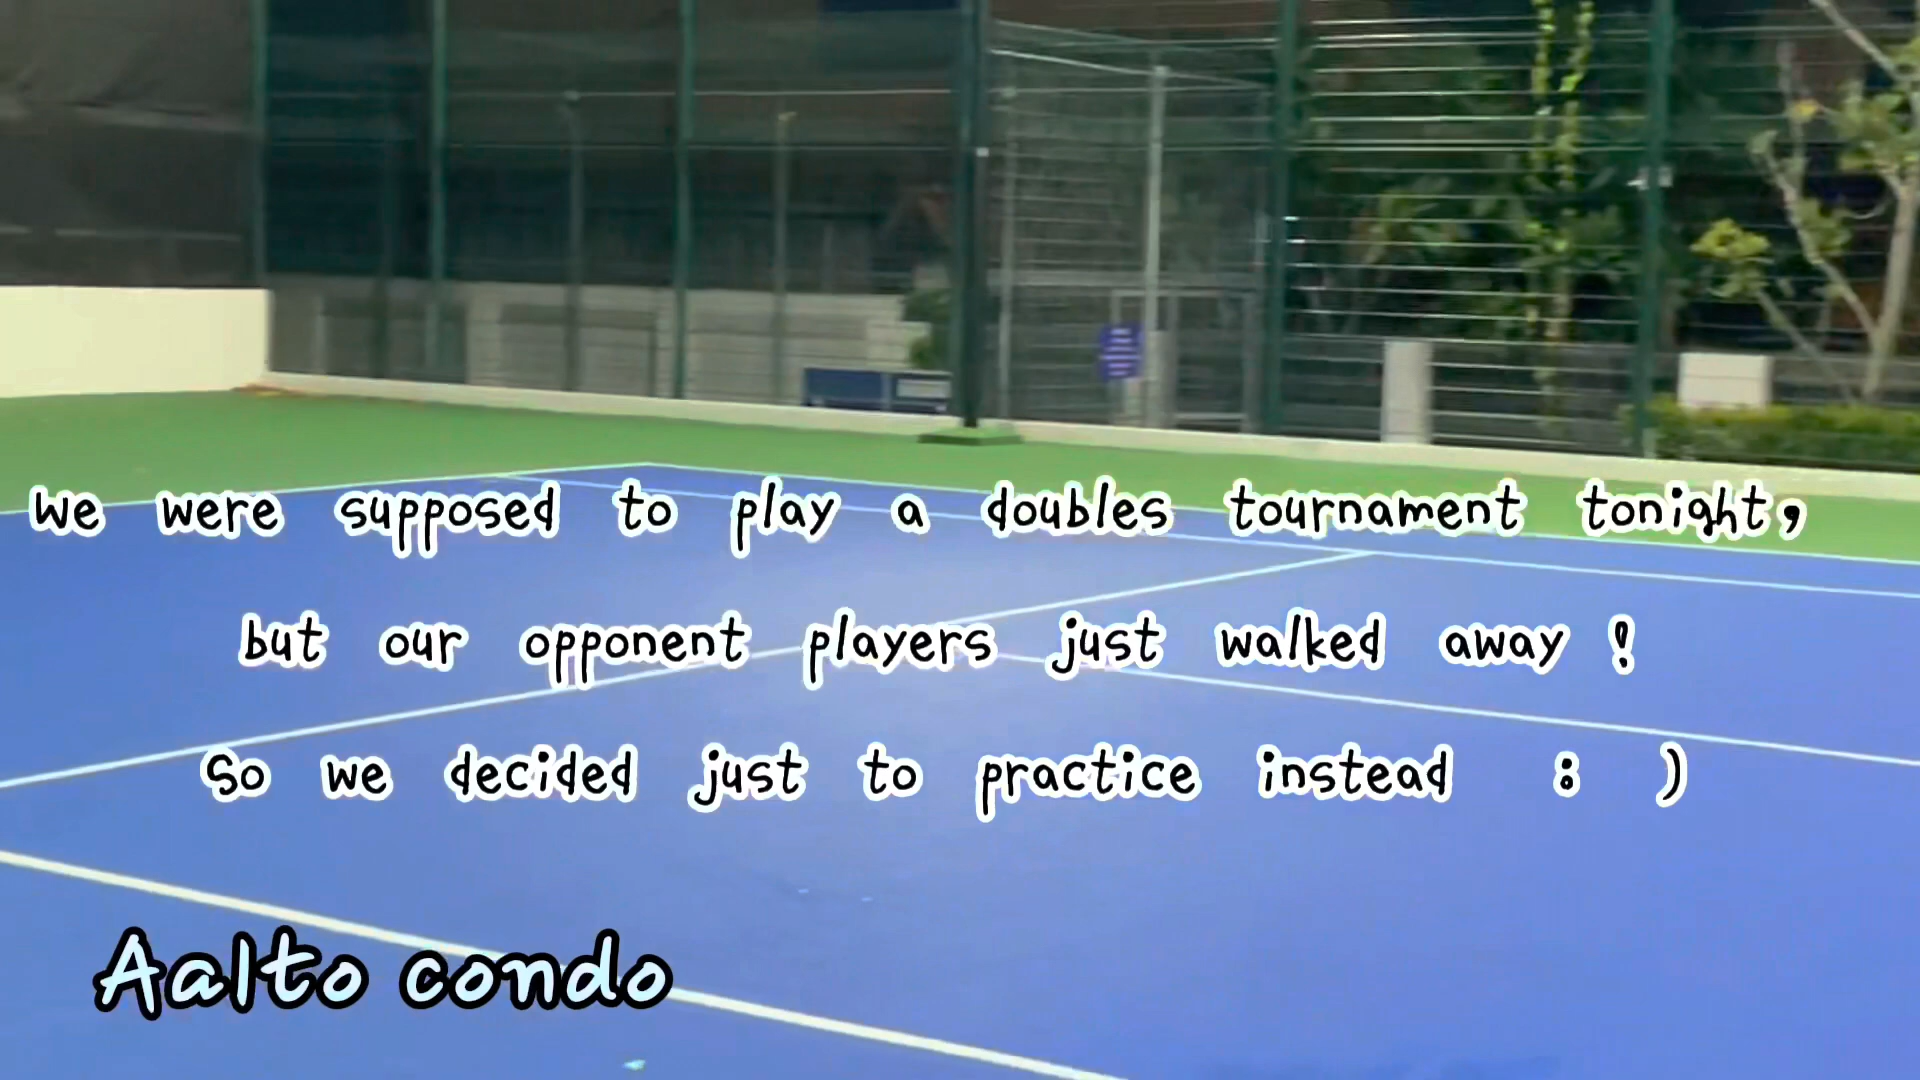 We were supposed to play a doubles tournament tonight,
but our opponent players just walked away !
So we decided just to practice instead : )
Aalto condo